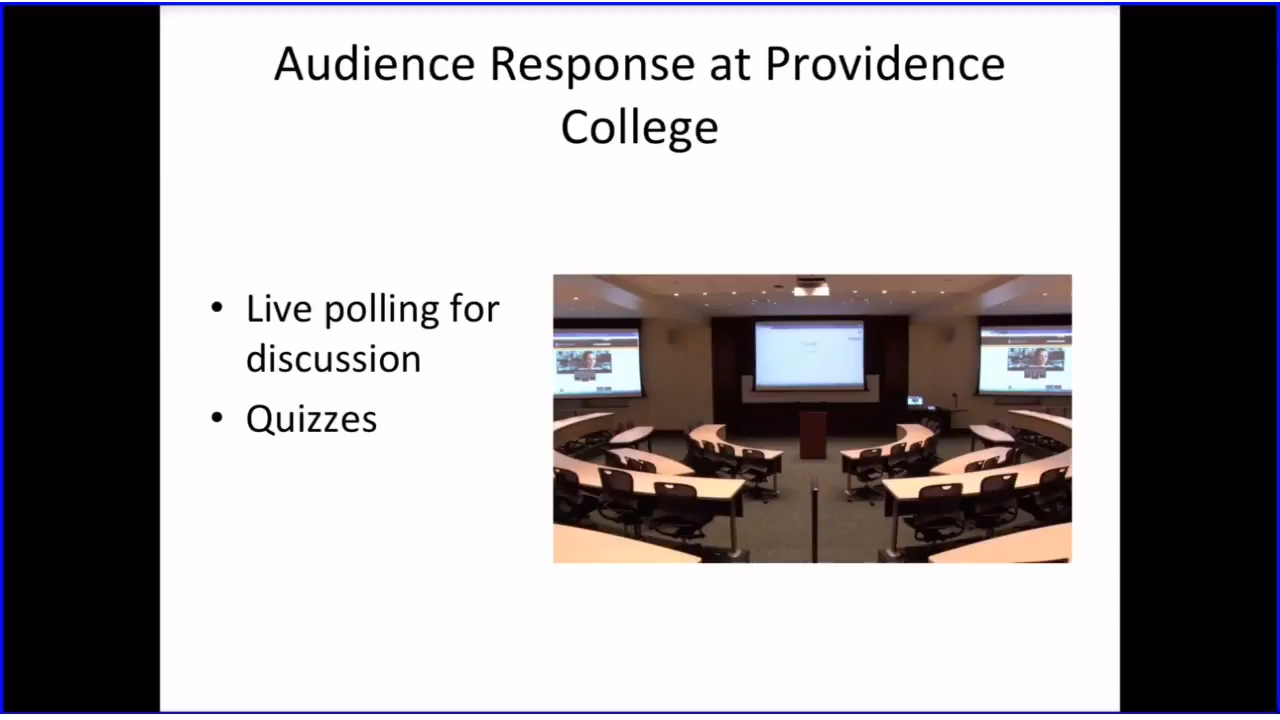 Audience Response at Providence
College
• Live polling for
discussion
• Quizzes